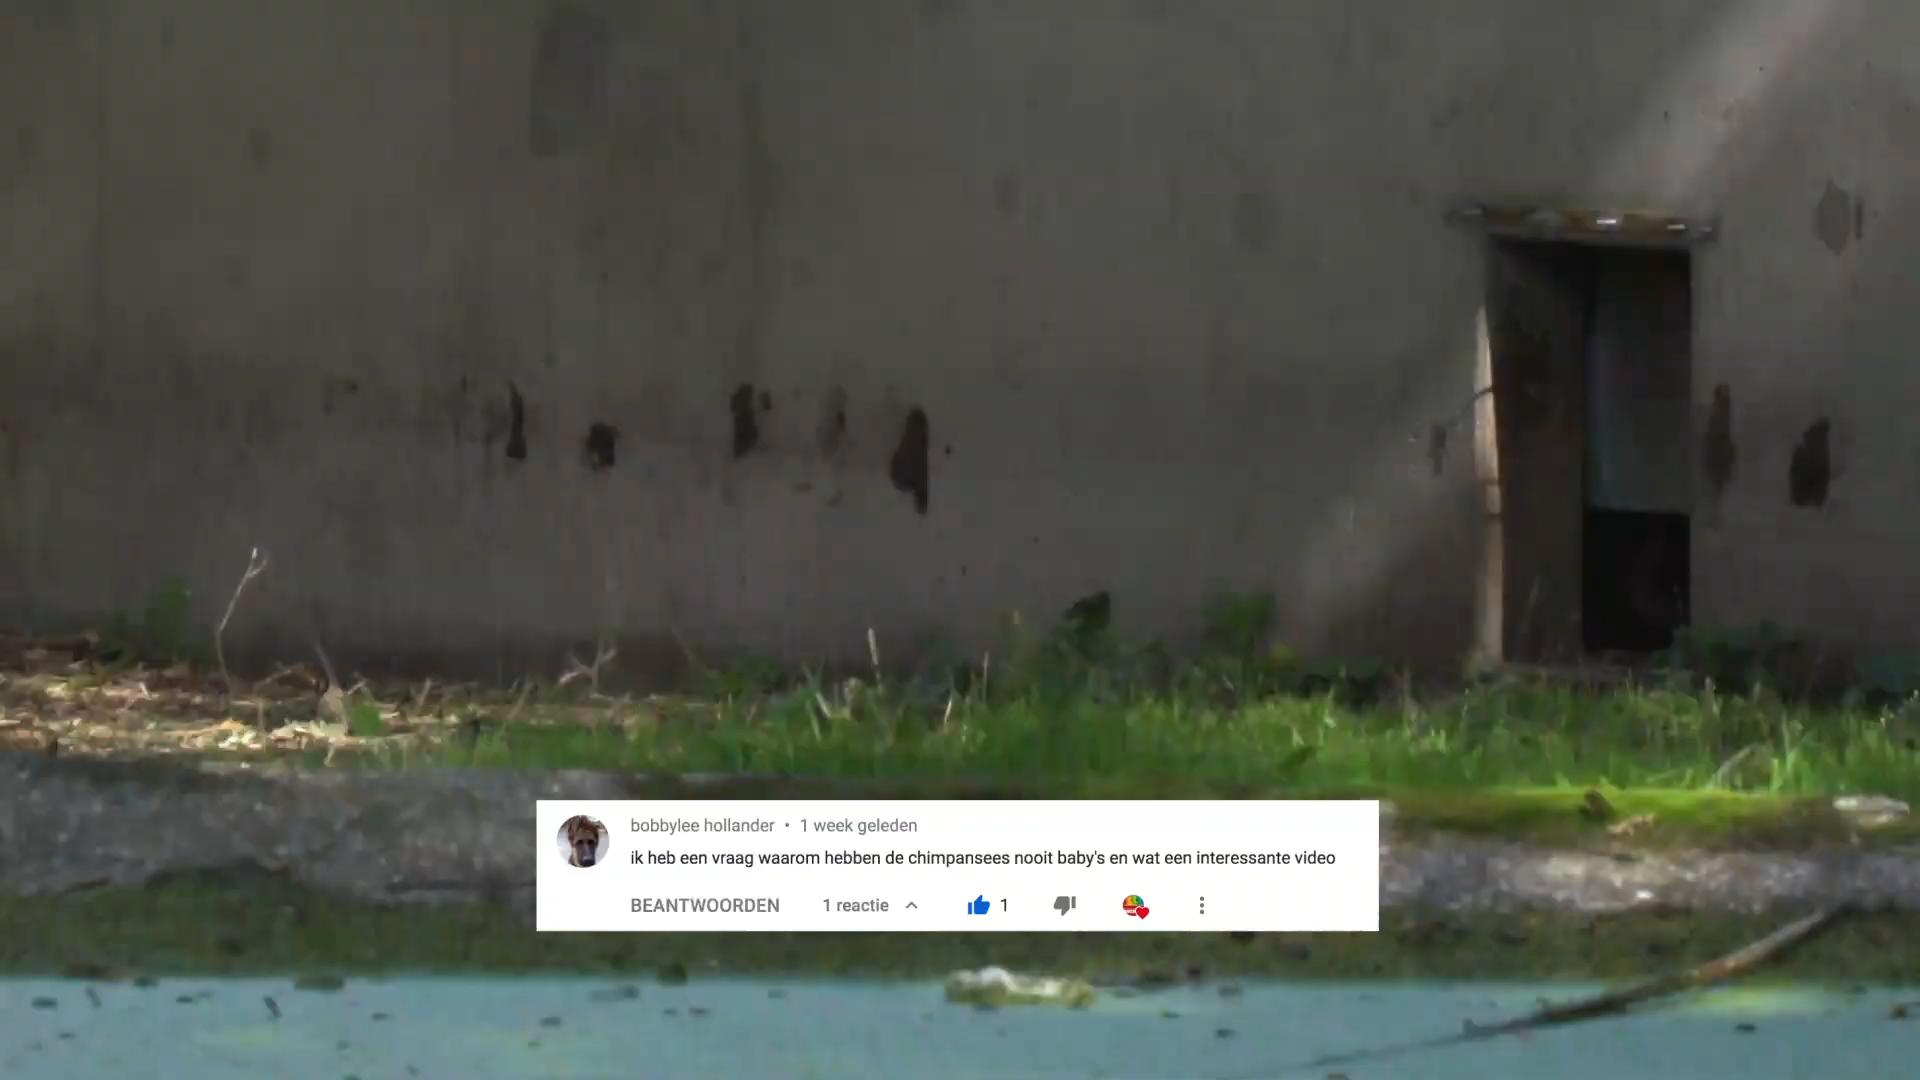 bobbylee hollander • 1 week geleden
ik heb een vraag waarom hebben de chimpansees nooit baby's en wat een interessante video
BEANTWOORDEN 1 reactie 1